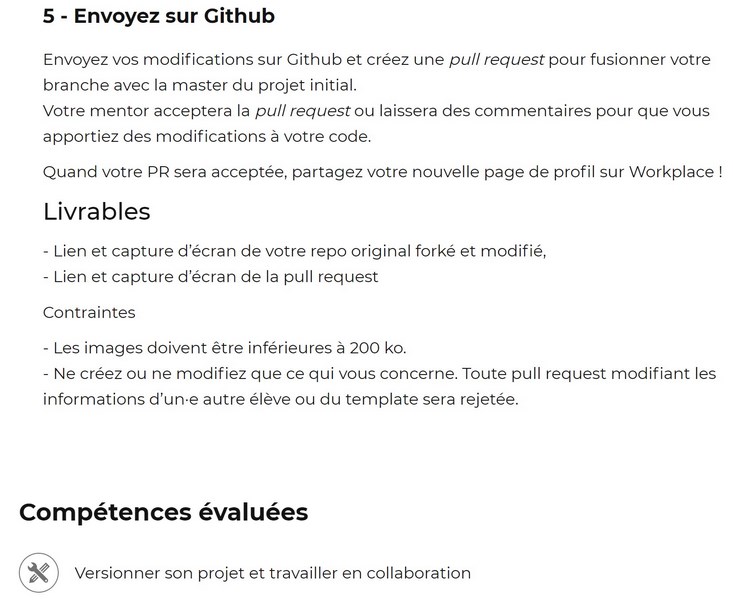 5 - Envoyez sur Github
Envoyez vos modifications sur Github et créez une pull request pour fusionner votre
branche avec la master du projet initial.
Votre mentor acceptera la pull request ou laissera des commentaires pour que vous
apportiez des modifications à votre code.
Quand votre PR sera acceptée, partagez votre nouvelle page de profil sur Workplace !
Livrables
- Lien et capture d’écran de votre repo original forké et modifié,
- Lien et capture d’écran de la pull request
Contraintes
- Les images doivent être inférieures à 200 ko.
- Ne créez ou ne modifiez que ce qui vous concerne. Toute pull request modifiant les
informations d’un·e autre élève ou du template sera rejetée.
Compétences évaluées
Versionner son projet et travailler en collaboration